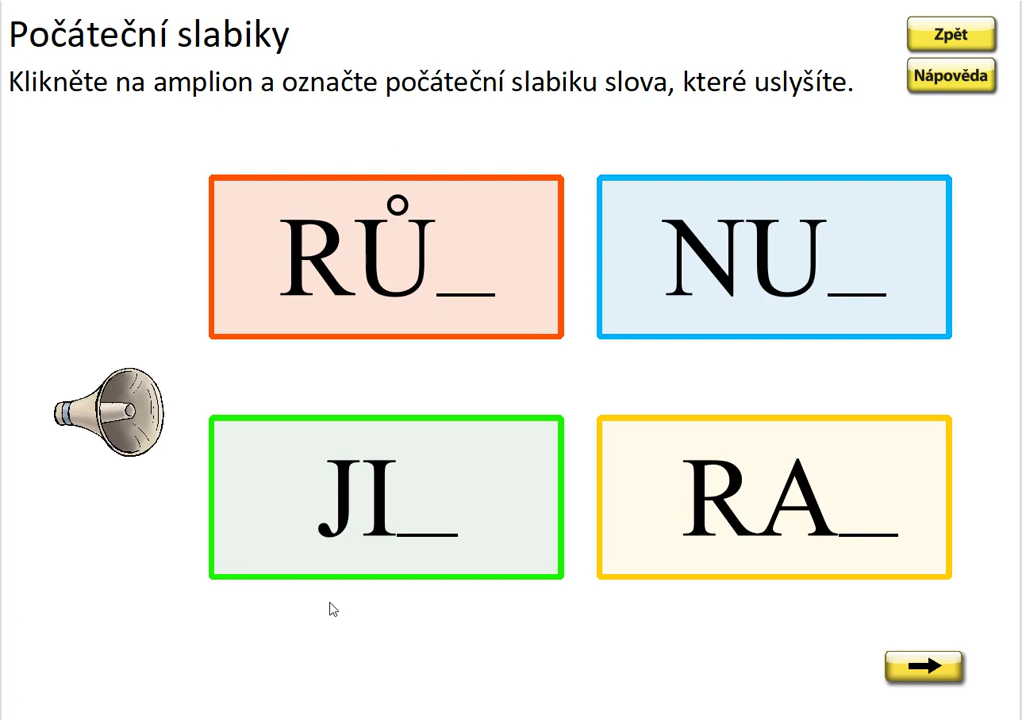 Počáteční slabiky
Zpět
Klikněte na amplion a označte počáteční slabiku slova, které uslyšíte.
Nápověda
RŮ_
NU_
JI_
RA_